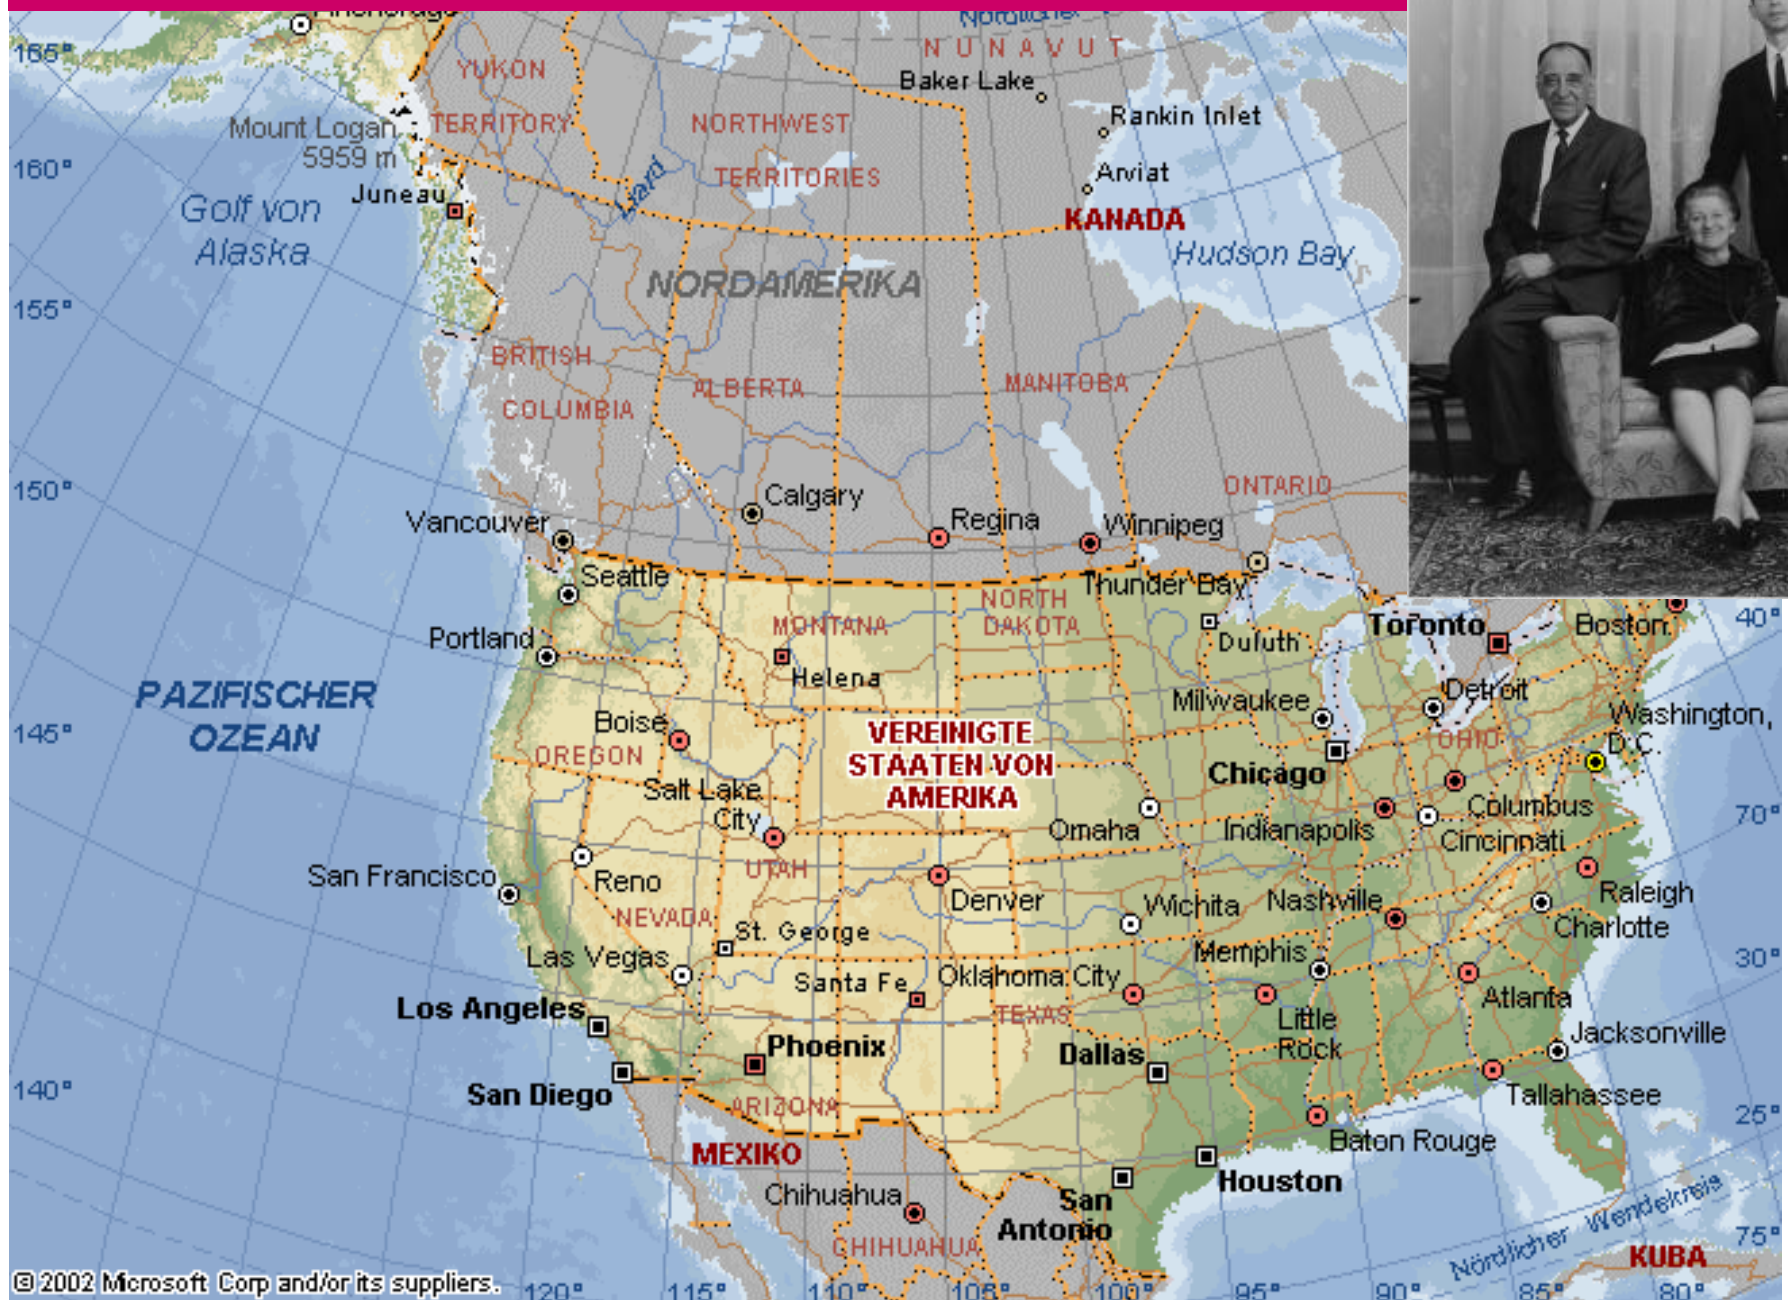 Anchorage
Nördlicher
165°
YUKON
TERRITORY
NUNAVUT
Baker Lake
Rankin Inlet
Mount Logan
5959 m
NORTHWEST
TERRITORIES
160°
Liard
Arviat
Juneau
KANADA
Golf von
Alaska
Hudson Bay
NORDAMERIKA
155°
BRITISH
COLUMBIA
ALBERTA
MANITOBA
150°
ONTARIO
Calgary
Vancouver
Regina
Winnipeg
Seattle
Thunder Bay
NORTH
DAKOTA
MONTANA
Portland
Helena
Duluth
Toronto
Boston
40°
PAZIFISCHER
OZEAN
Detroit
Milwaukee
Washington,
D.C.
145°
Boise
OREGON
VEREINIGTE
STAATEN VON
AMERIKA
OHIO
Chicago
Salt Lake
City
Omaha
Indianapolis
Columbus
Cincinnati
70°
UTAH
San Francisco
Reno
NEVADA
Denver
Wichita
Nashville
Raleigh
Charlotte
St. George
Las Vegas
Santa Fe
Oklahoma City
Memphis
30°
Los Angeles
TEXAS
Little
Rock
Atlanta
Jacksonville
Phoenix
Dallas
San Diego
140°
ARIZONA
Tallahassee
25°
MEXIKO
Baton Rouge
Houston
Chihuahua
San
Antonio
CHIHUAHUA
Nördlicher Wendekreis
75°
KUBA
© 2002 Microsoft Corp and/or its suppliers.
120°
115°
110°
105°
100°
95°
90°
85°
80°